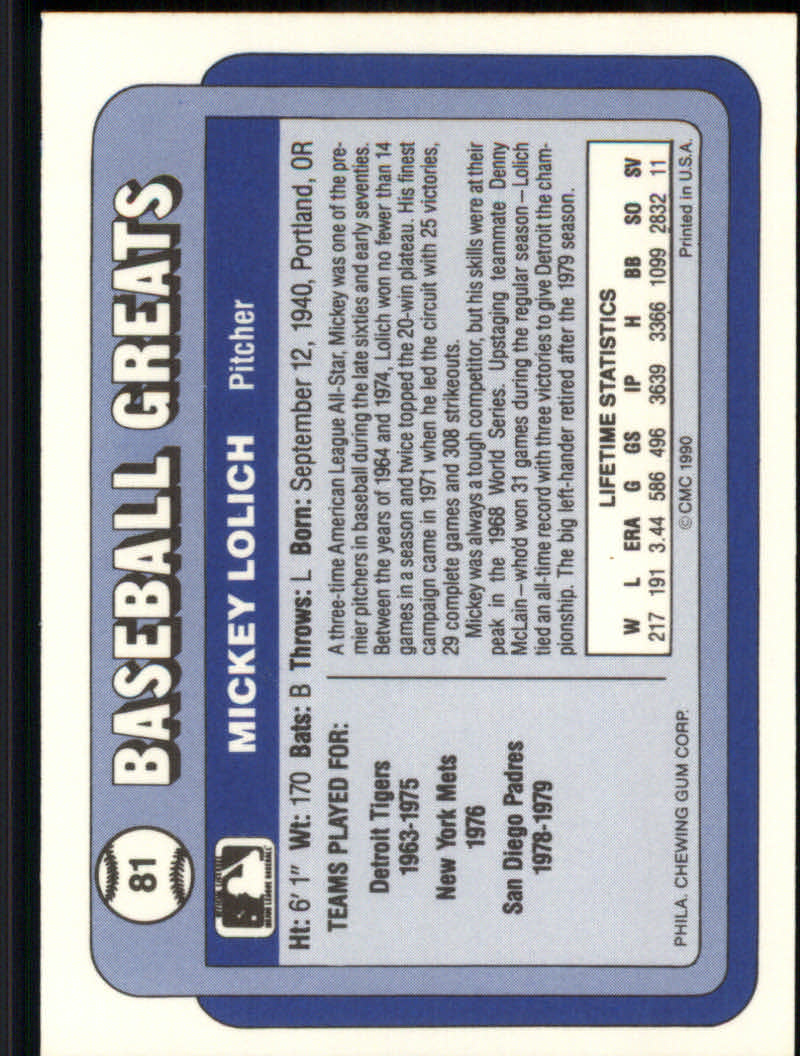 81
BASEBALL GREATS
MICKEY LOLICH Pitcher
Ht: 6' 1" Wt: 170 Bats: B Throws: L Born: September 12, 1940, Portland, OR
TEAMS PLAYED FOR:
Detroit Tigers
1963-1975
New York Mets
1976
San Diego Padres
1978-1979
A three-time American League All-Star, Mickey was one of the pre-
mier pitchers in baseball during the late sixties and early seventies.
Between the years of 1964 and 1974, Lolich won no fewer than 14
games in a season and twice topped the 20-win plateau. His finest
campaign came in 1971 when he led the circuit with 25 victories,
29 complete games and 308 strikeouts.
Mickey was always a tough competitor, but his skills were at their
peak in the 1968 World Series. Upstaging teammate Denny
McLain—who'd won 31 games during the regular season—Lolich
tied an all-time record with three victories to give Detroit the cham-
pionship. The big left-hander retired after the 1979 season.
LIFETIME STATISTICS
W L ERA G GS IP H BB SO SV
217 191 3.44 586 496 3639 3366 1099 2832 11
PHILA. CHEWING GUM CORP. © CMC 1990 Printed in U.S.A.